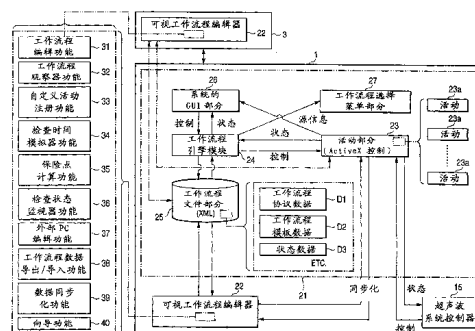 工作流程
编辑功能
31
工作流程
观察器功能
32
自定义活动
注册功能
33
检查时间
模拟器功能
34
保险点
计算功能
35
检查状态
监视器功能
36
外部PC
编辑功能
37
工作流程数据
导出/导入功能
38
数据同步
化功能
39
向导功能
40
可视工作流程编辑器
22
3
1
26
系统的
GUI部分
27
工作流程选择
菜单部分
控制
状态
源信息
工作流程
引擎模块
24
状态
控制
23
活动部分
(ActiveX 控制)
23a
活动
23a
活动
23a
活动
25
工作流程
文件部分
(XML)
工作流程
协议数据
D1
工作流程
模板数据
D2
状态数据
D3
ETC.
21
22
可视工作流程编辑器
同步化
状态
控制
超声波
系统控制器
15